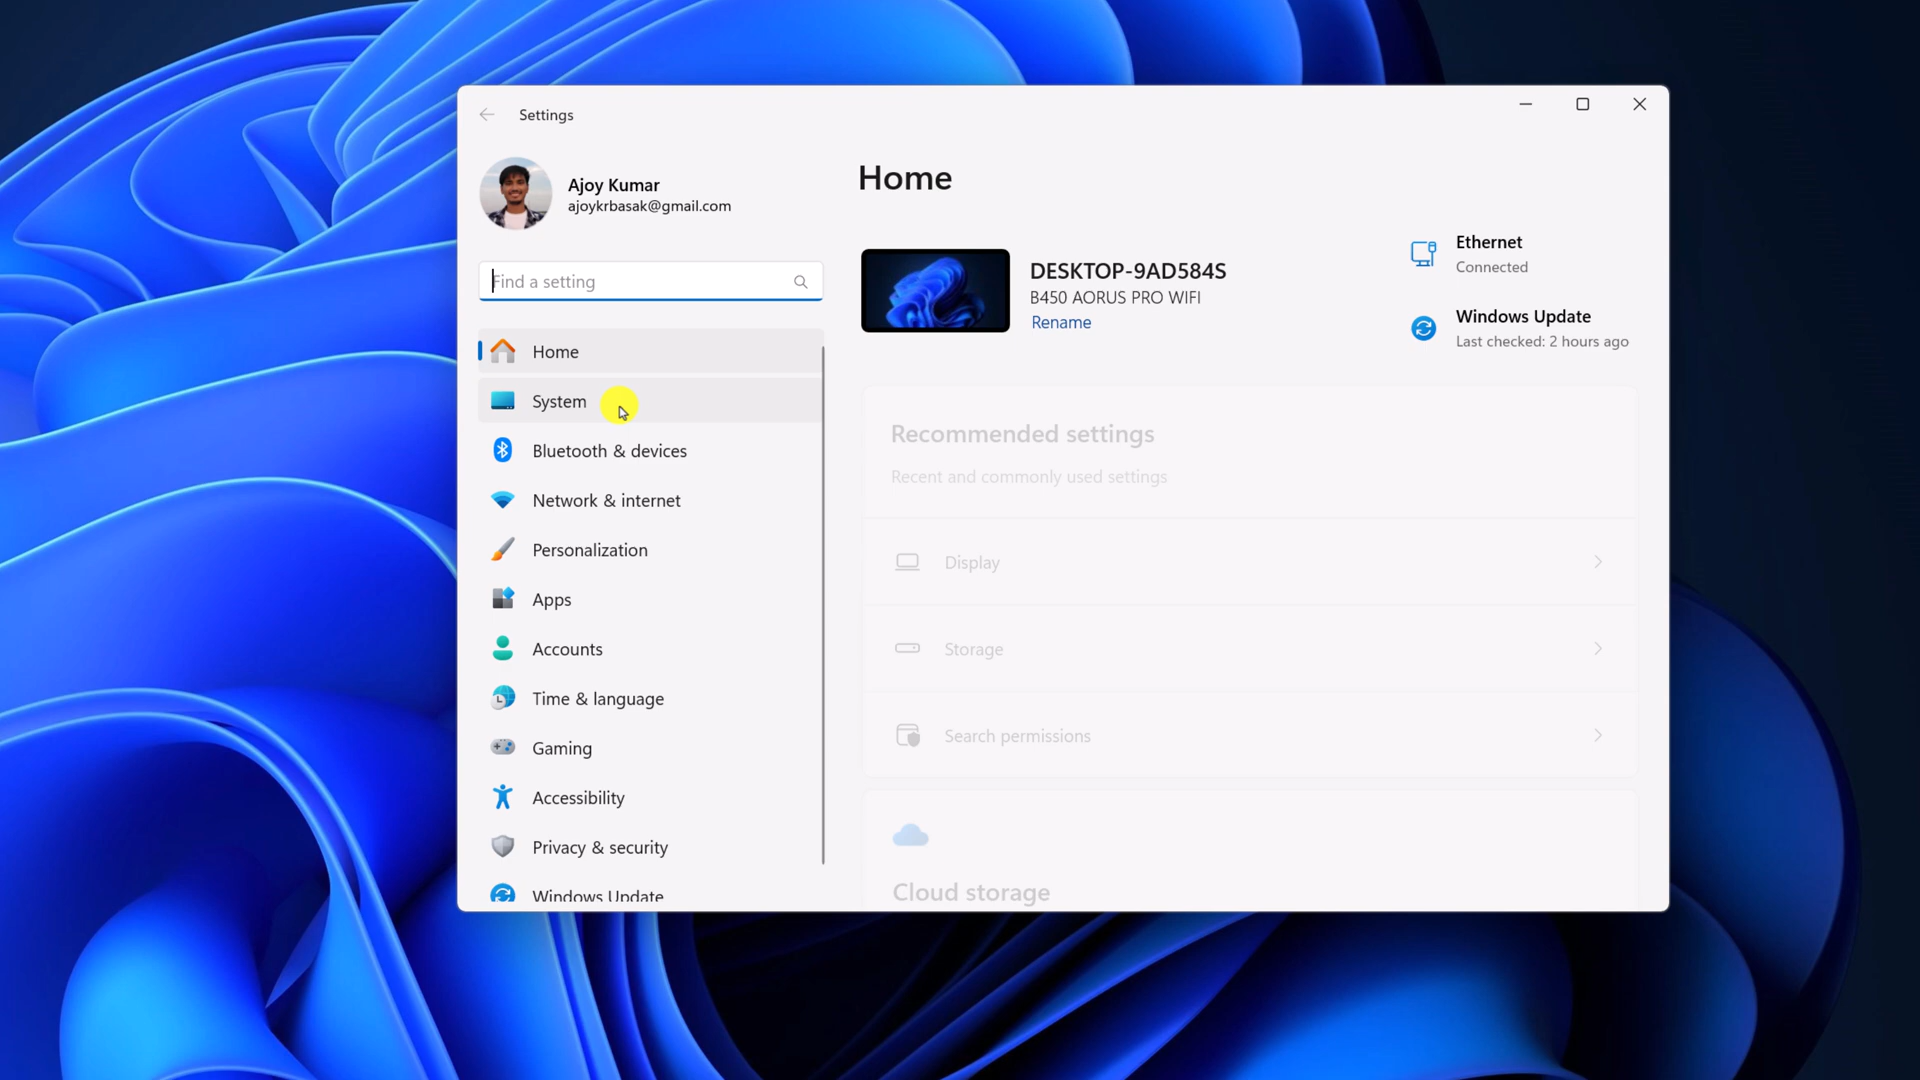 Settings
Ajoy Kumar
ajoykrbasak@gmail.com
Find a setting
Home
System
Bluetooth & devices
Network & internet
Personalization
Apps
Accounts
Time & language
Gaming
Accessibility
Privacy & security
Windows Update
Home
DESKTOP-9AD584S
B450 AORUS PRO WIFI
Rename
Ethernet
Connected
Windows Update
Last checked: 2 hours ago
Recommended settings
Recent and commonly used settings
Display
Storage
Search permissions
Cloud storage